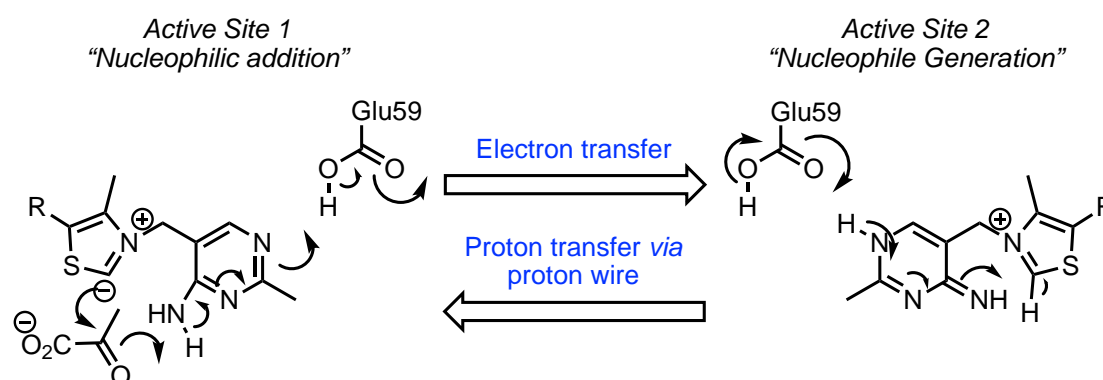 Active Site 1
“Nucleophilic addition”
Active Site 2
“Nucleophile Generation”
Glu59
O
O
H
Electron transfer
Proton transfer via
proton wire
Glu59
O
O
H
R
S
N
⊕
N
N
HN
H
⊖
⊖
O2C
O
H
N
N
NH
N
⊕
S
H
R